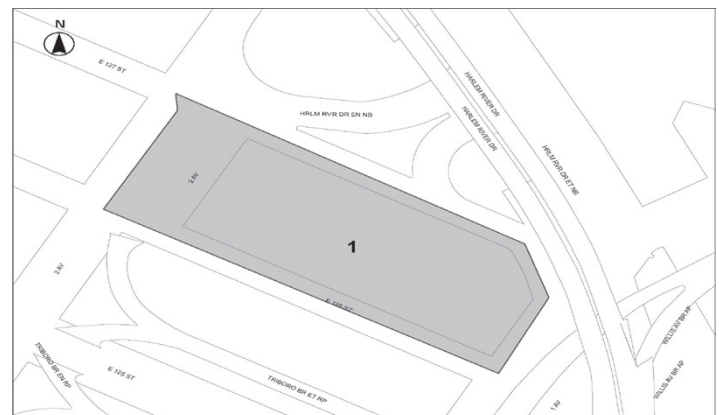 N
E 127 ST
HARLEM RIVER DR
HRLM RVR DR EN NB
HARLEM RIVER DR
HRLM RVR DR ET NB
2 AV
1
2 AV
E 126 ST
TRIBORO BR EN RP
E 125 ST
TRIBORO BR ET RP
1 AV
WILLIS AV BR AP
WILLIS AV BR AP